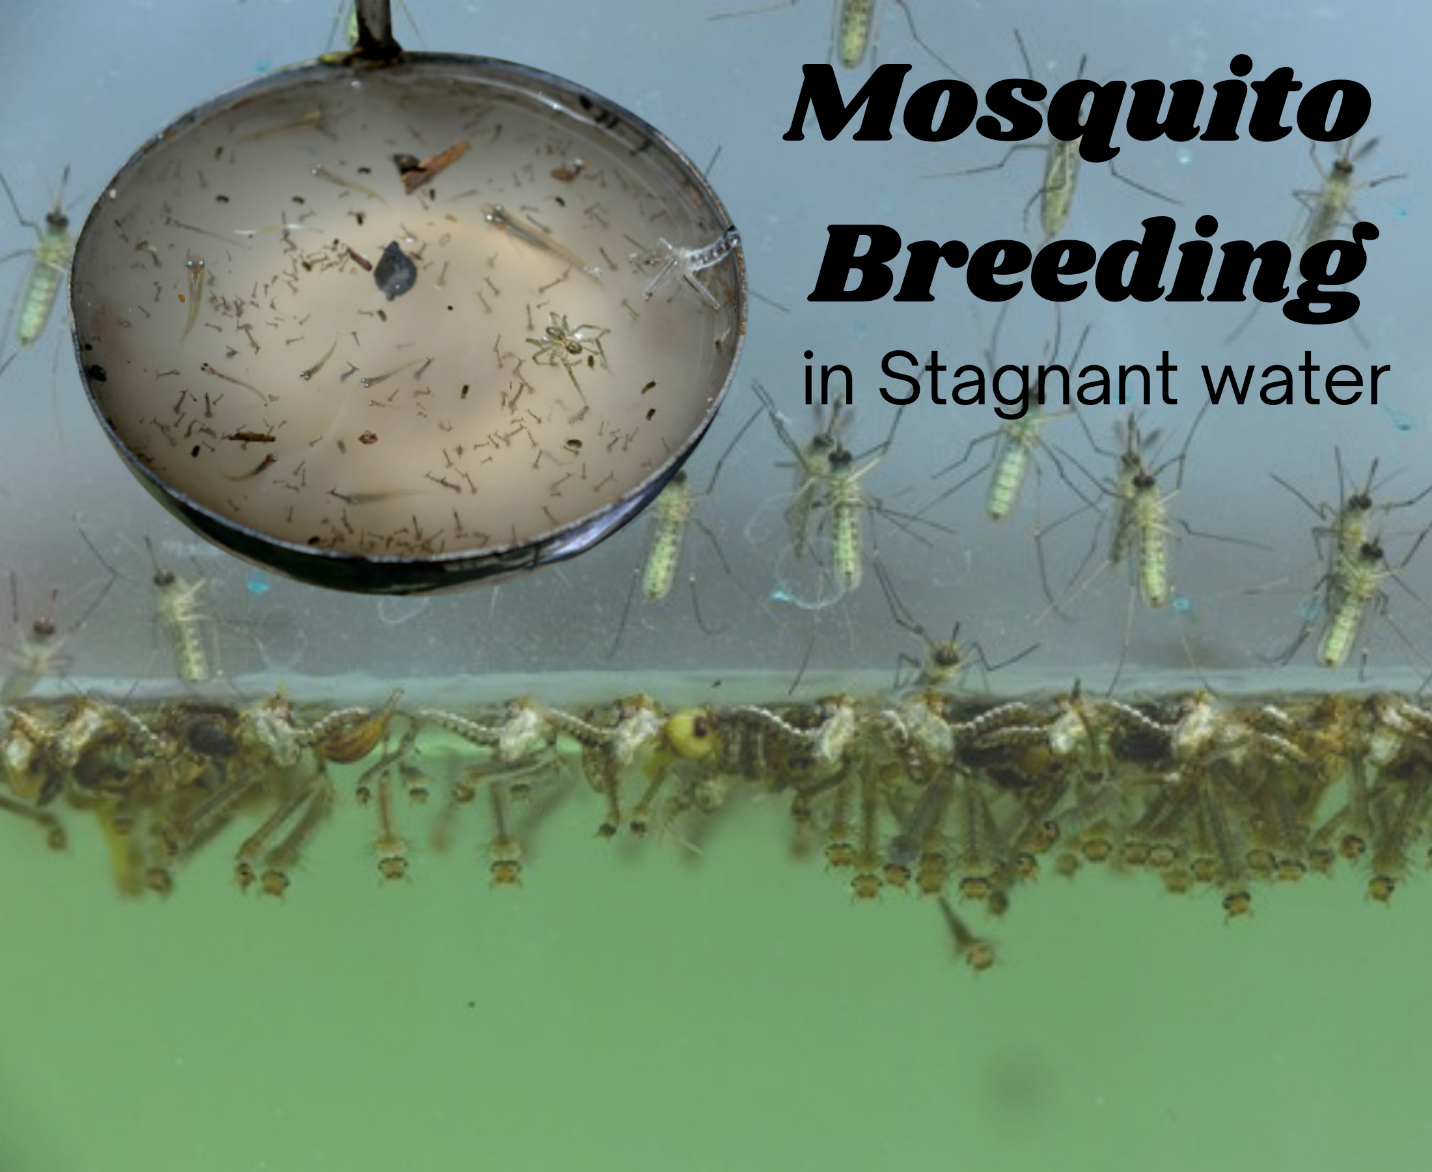 Mosquito
Breeding
in Stagnant water